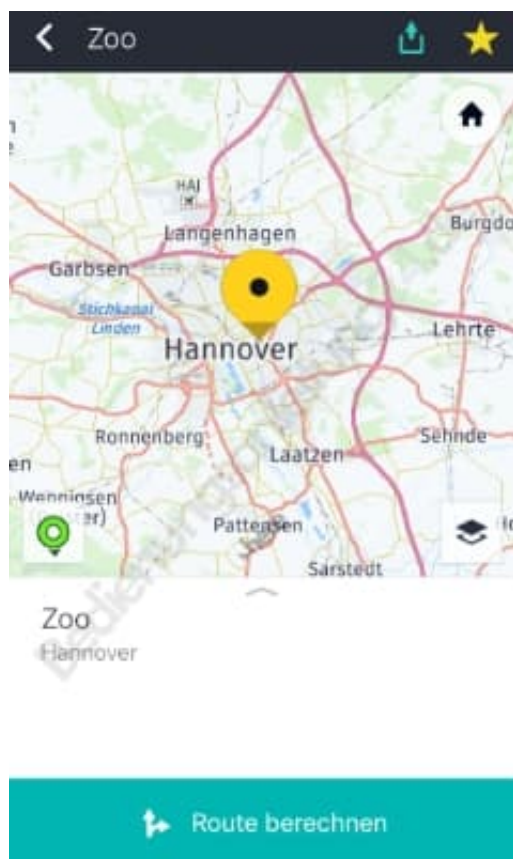 Zoo
HAJ
Langenhagen
Burgdo
Garbsen
Stichkanal
Linden
Lehrte
Hannover
Ronnenberg
Sehnde
en
Laatzen
Wennigsen
er)
Pattensen
Sarstedt
Zoo
Hannover
Route berechnen